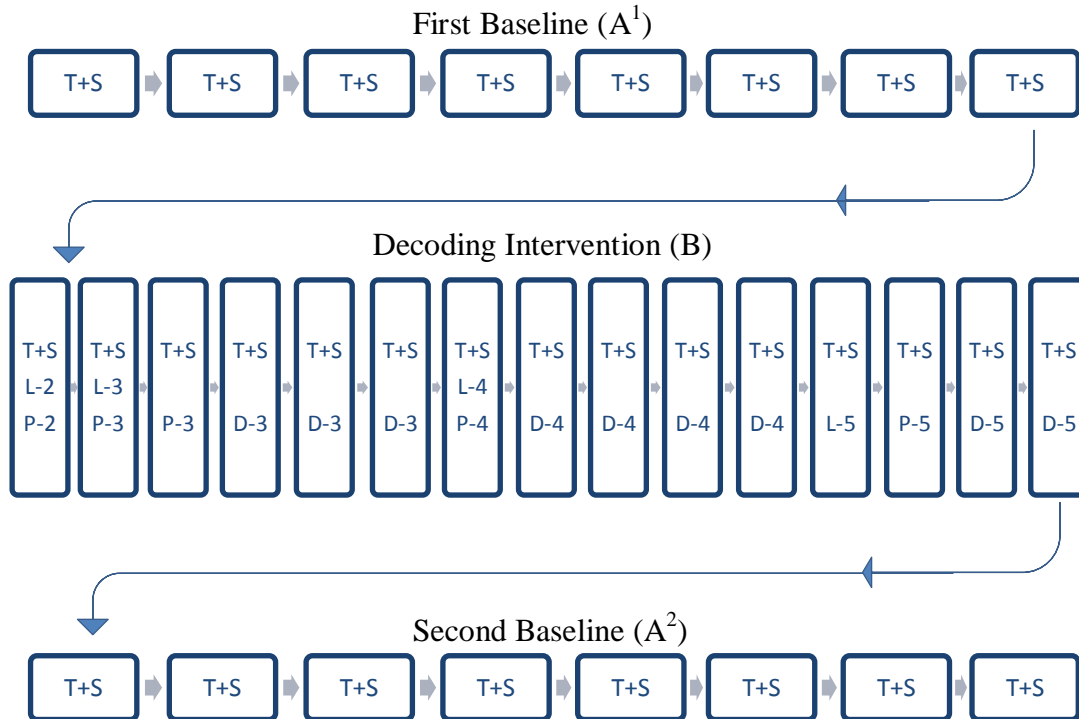 First Baseline (A¹)
T+S T+S T+S T+S T+S T+S T+S T+S
Decoding Intervention (B)
T+S T+S T+S T+S T+S T+S T+S T+S T+S T+S T+S T+S T+S T+S T+S
L-2 L-3 L-4
P-2 P-3 P-3 D-3 D-3 D-3 P-4 D-4 D-4 D-4 D-4 L-5 P-5 D-5 D-5
Second Baseline (A²)
T+S T+S T+S T+S T+S T+S T+S T+S